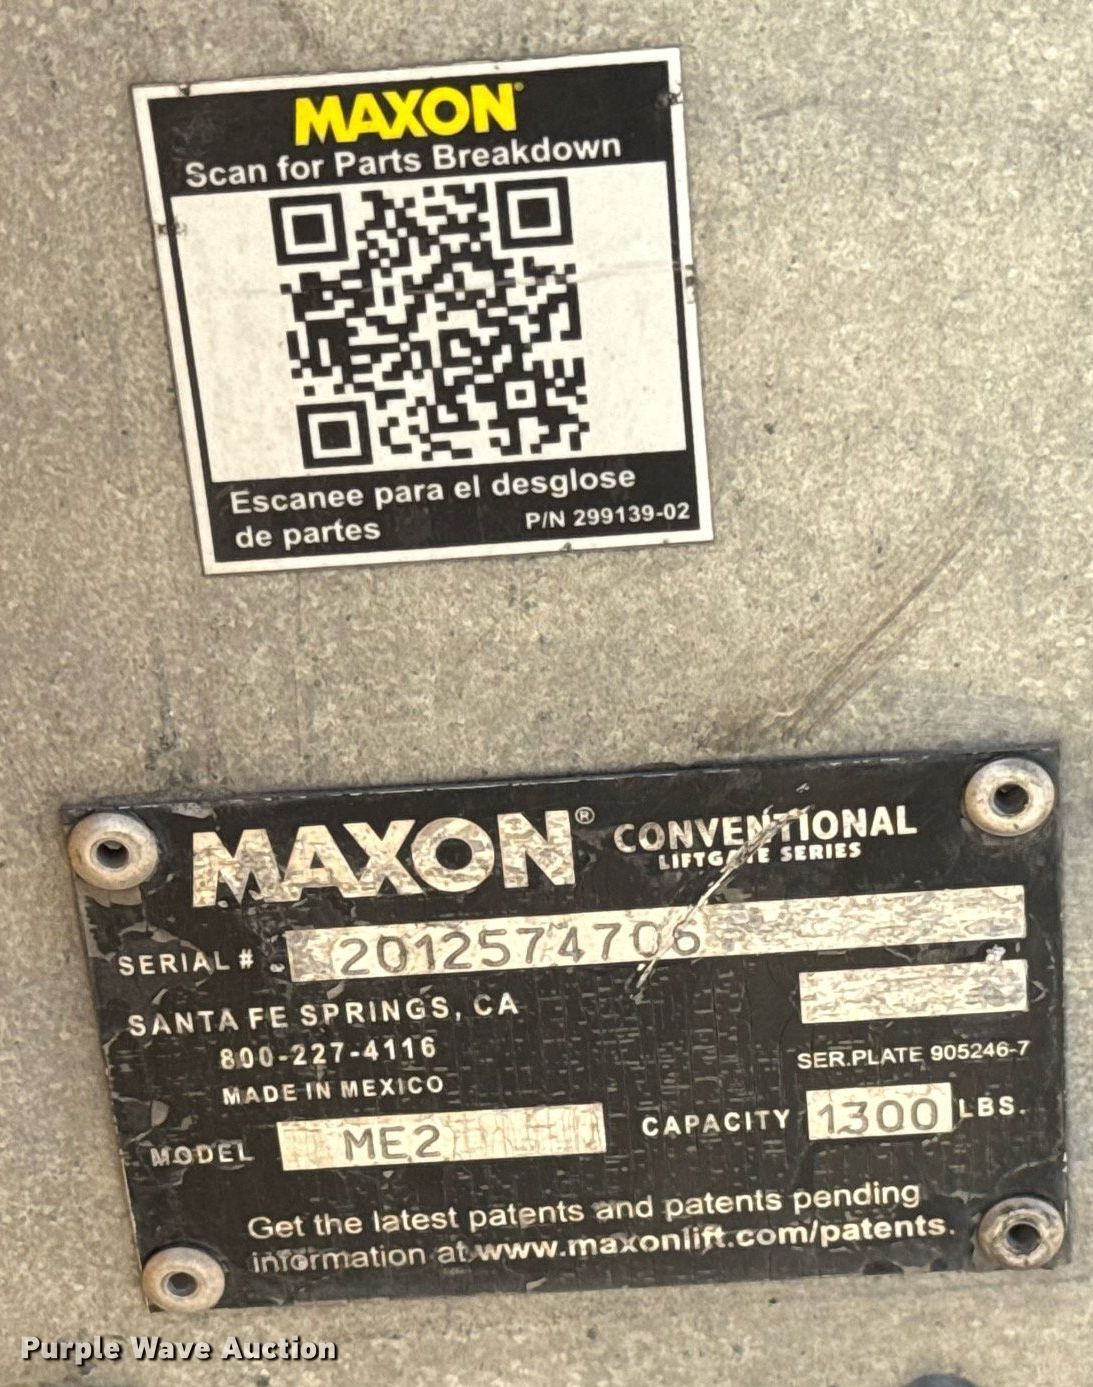 MAXON®
Scan for Parts Breakdown
Escanee para el desglose
de partes P/N 299139-02
MAXON® CONVENTIONAL
LIFTGATE SERIES
SERIAL # 2012574706
SANTA FE SPRINGS, CA
800-227-4116
MADE IN MEXICO
SER.PLATE 905246-7
MODEL ME2 CAPACITY 1300 LBS.
Get the latest patents and patents pending
information at www.maxonlift.com/patents.
Purple Wave Auction